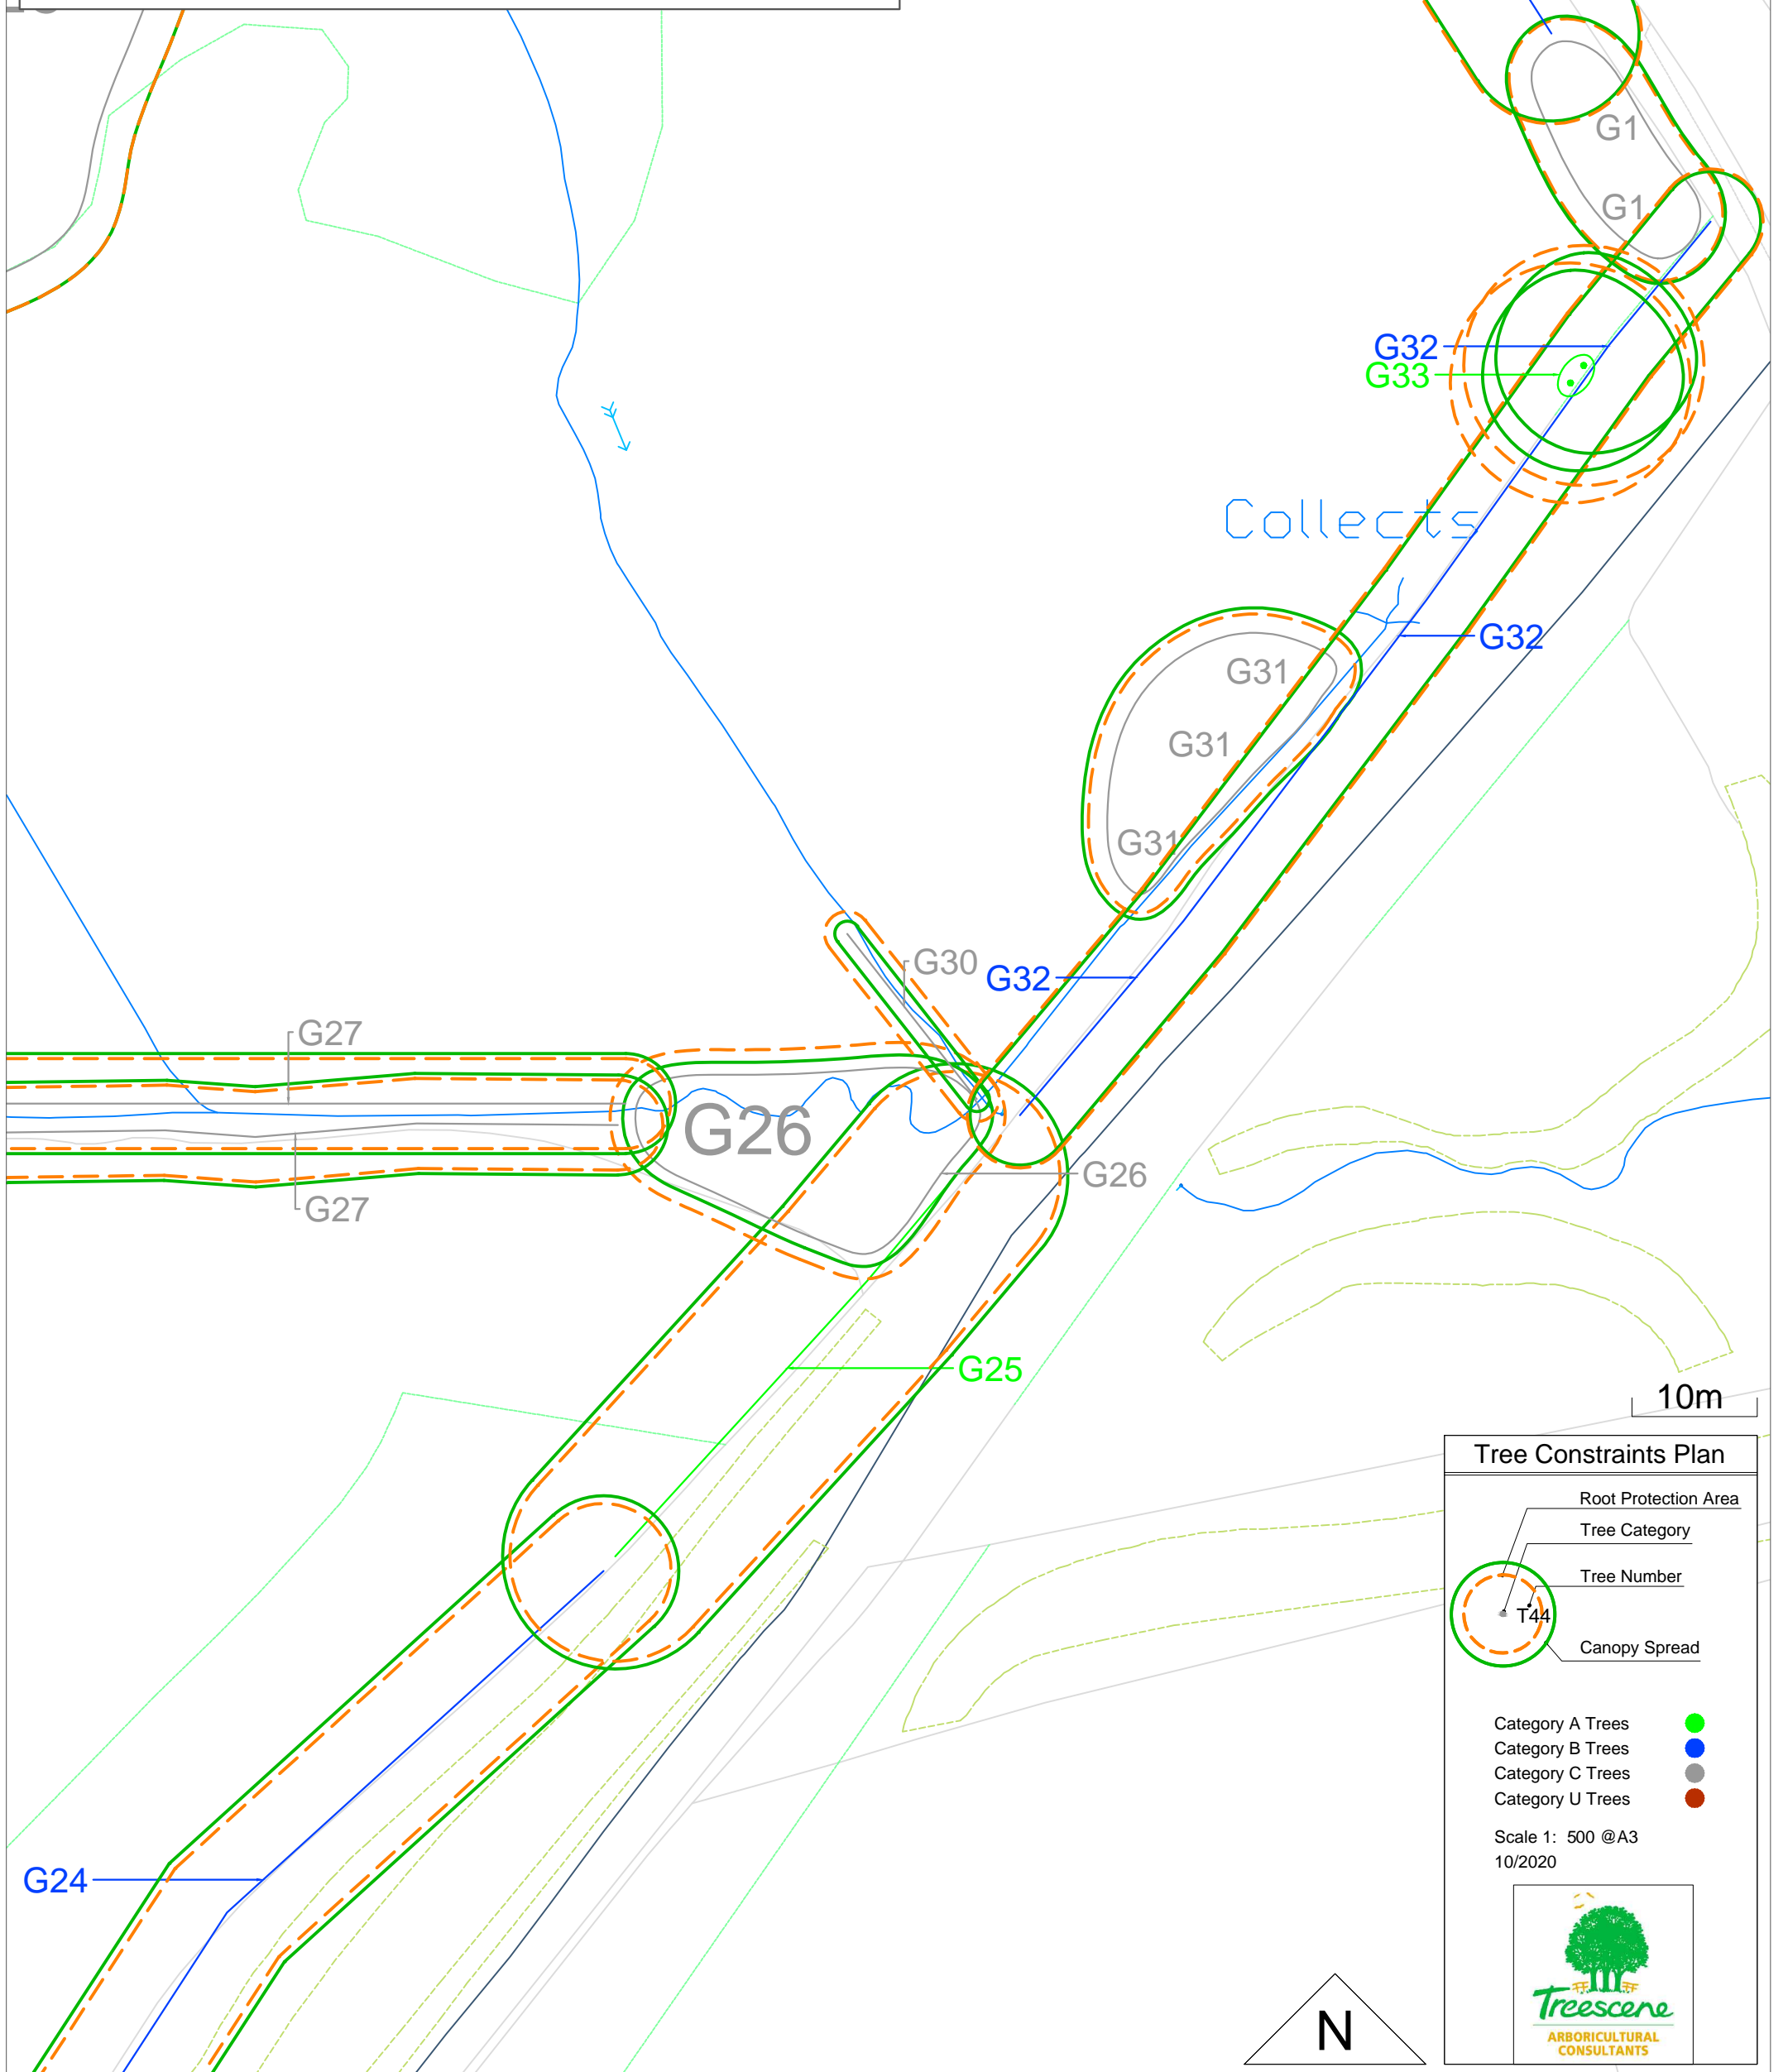 G1
G1
G32
G33
Collects
G32
G31
G31
G31
G30
G32
G27
G26
G26
G27
G25
10m
Tree Constraints Plan
Root Protection Area
Tree Category
Tree Number
T44
Canopy Spread
Category A Trees
Category B Trees
Category C Trees
Category U Trees
Scale 1: 500 @A3
10/2020
G24
N
Treescene
ARBORICULTURAL
CONSULTANTS